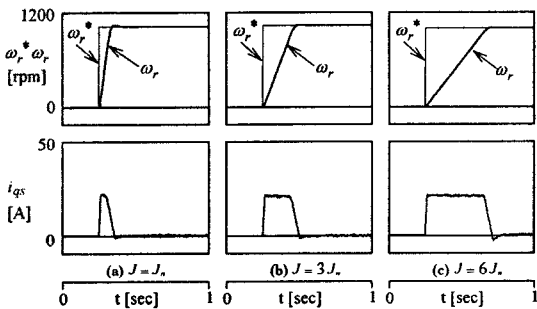 1200
ωr* ωr
[rpm]
0
ωr*
ωr
ωr*
ωr
ωr*
ωr
50
iqs
[A]
0
(a) J = Jn
(b) J = 3Jn
(c) J = 6Jn
0 1
t [sec]
0 1
t [sec]
0 1
t [sec]